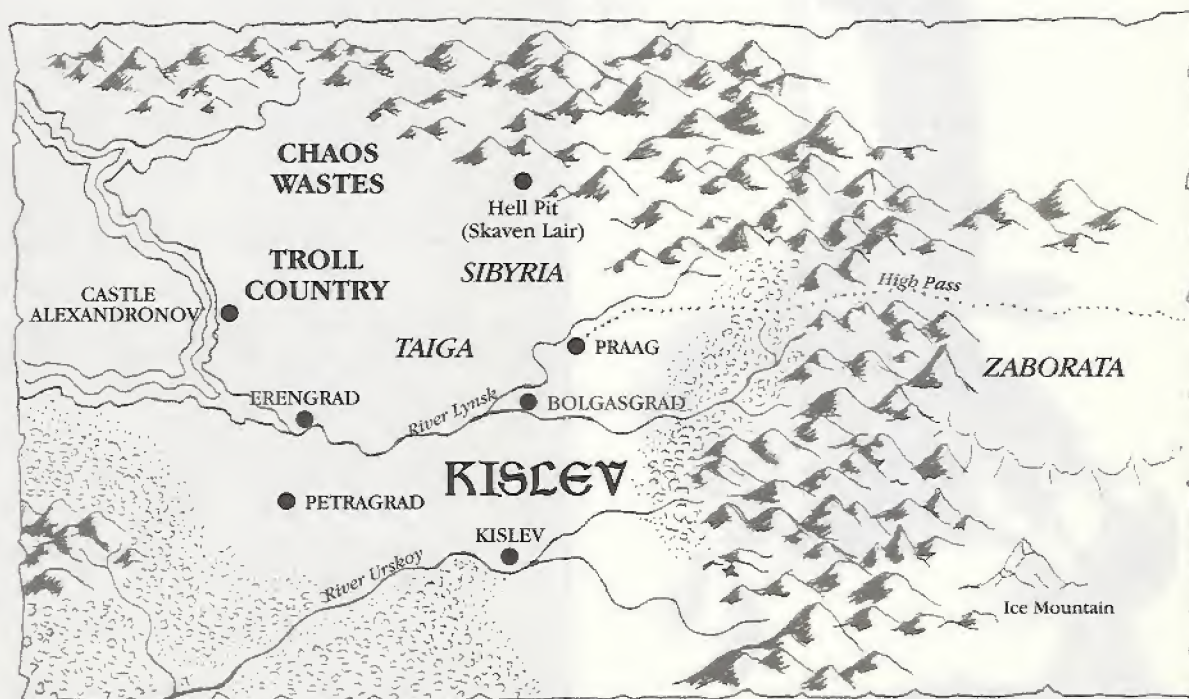 CHAOS
WASTES
Hell Pit
(Skaven Lair)
TROLL
COUNTRY
SIBYRIA
High Pass
CASTLE
ALEXANDRONOV
TAIGA
PRAAG
ZABORATA
ERENGRAD
River Lynsk
BOLGASGRAD
KISLEV
PETRAGRAD
KISLEV
River Urskoy
Ice Mountain